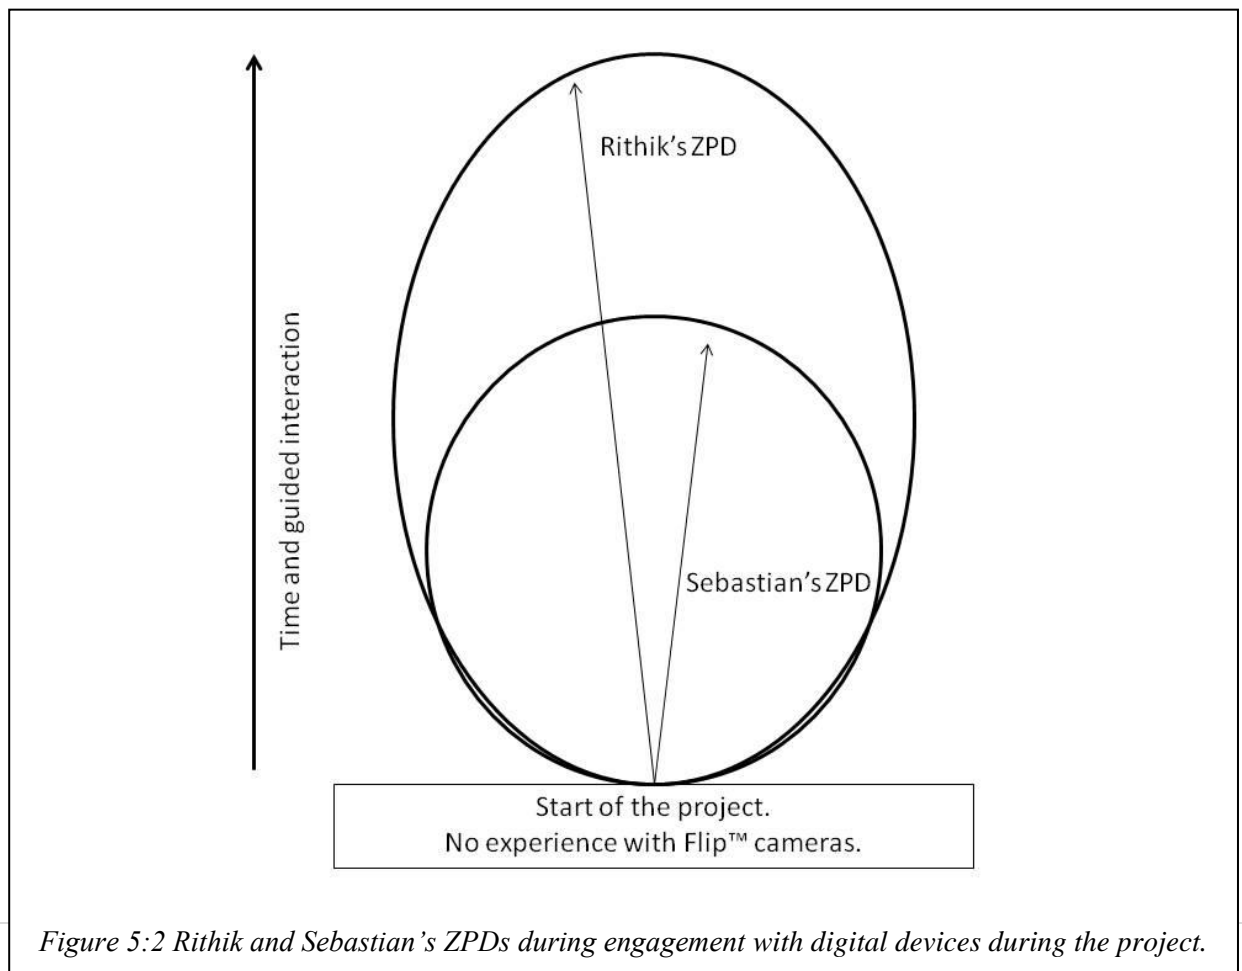 Rithik’s ZPD
Time and guided interaction
Sebastian’s ZPD
Start of the project.
No experience with Flip™ cameras.
Figure 5:2 Rithik and Sebastian’s ZPDs during engagement with digital devices during the project.